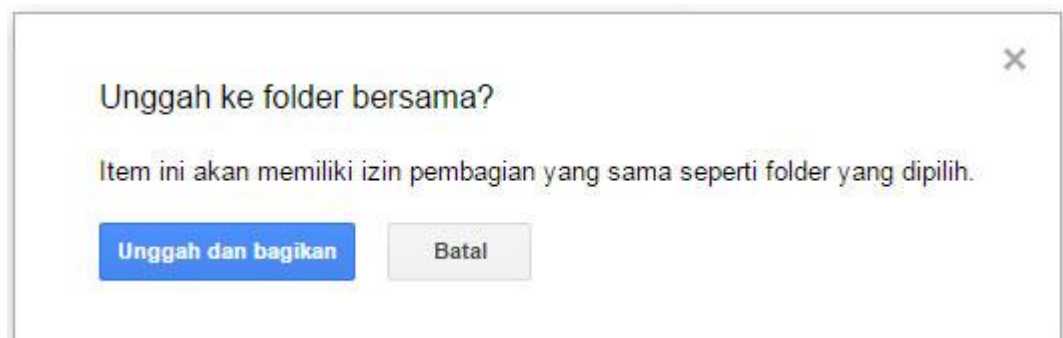 Unggah ke folder bersama?
Item ini akan memiliki izin pembagian yang sama seperti folder yang dipilih.
Unggah dan bagikan
Batal